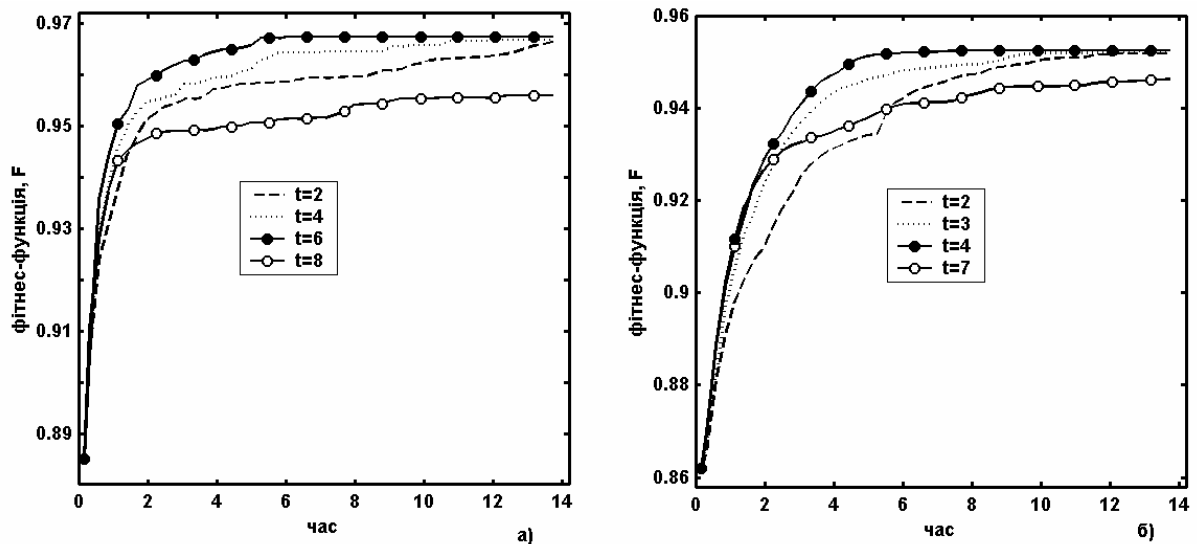 0.97
0.95
0.93
0.91
0.89
фітнес-функція, F
t=2
t=4
t=6
t=8
0 2 4 6 8 10 12 14
час
а)
0.96
0.94
0.92
0.9
0.88
0.86
фітнес-функція, F
t=2
t=3
t=4
t=7
0 2 4 6 8 10 12 14
час
б)